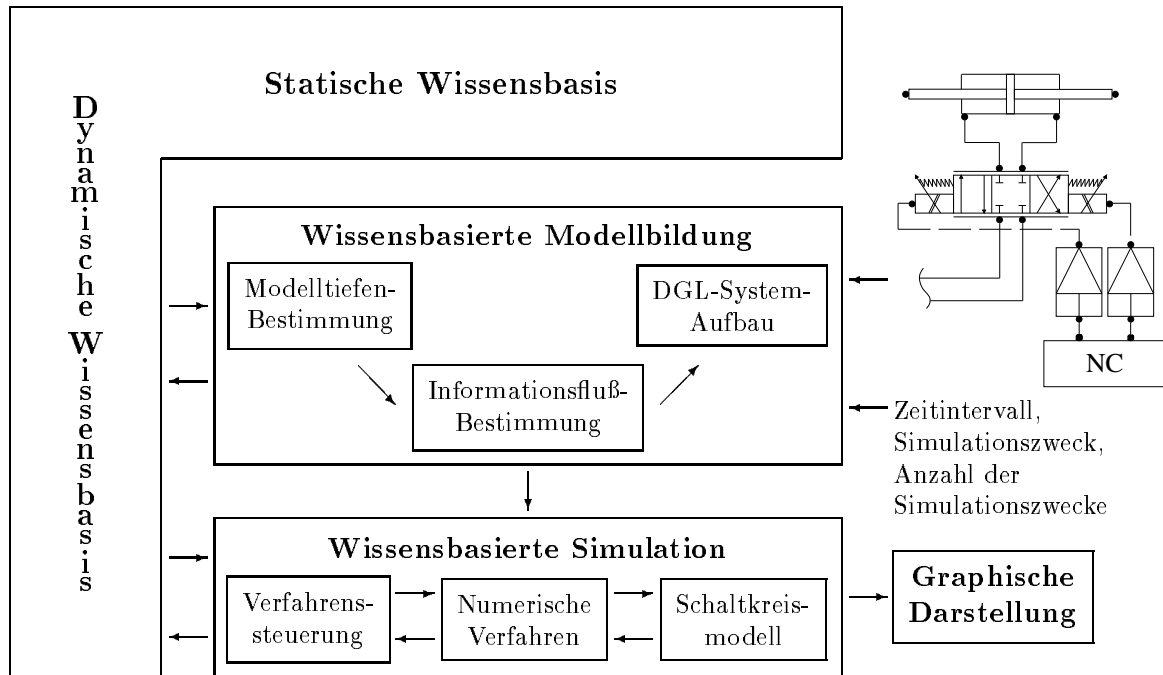 Statische Wissensbasis
Dynamische Wissensbasis
Wissensbasierte Modellbildung
Modelltiefen-
Bestimmung
DGL-System-
Aufbau
Informationsfluß-
Bestimmung
NC
Zeitintervall,
Simulationszweck,
Anzahl der
Simulationszwecke
Wissensbasierte Simulation
Verfahrens-
steuerung
Numerische
Verfahren
Schaltkreis-
modell
Graphische
Darstellung